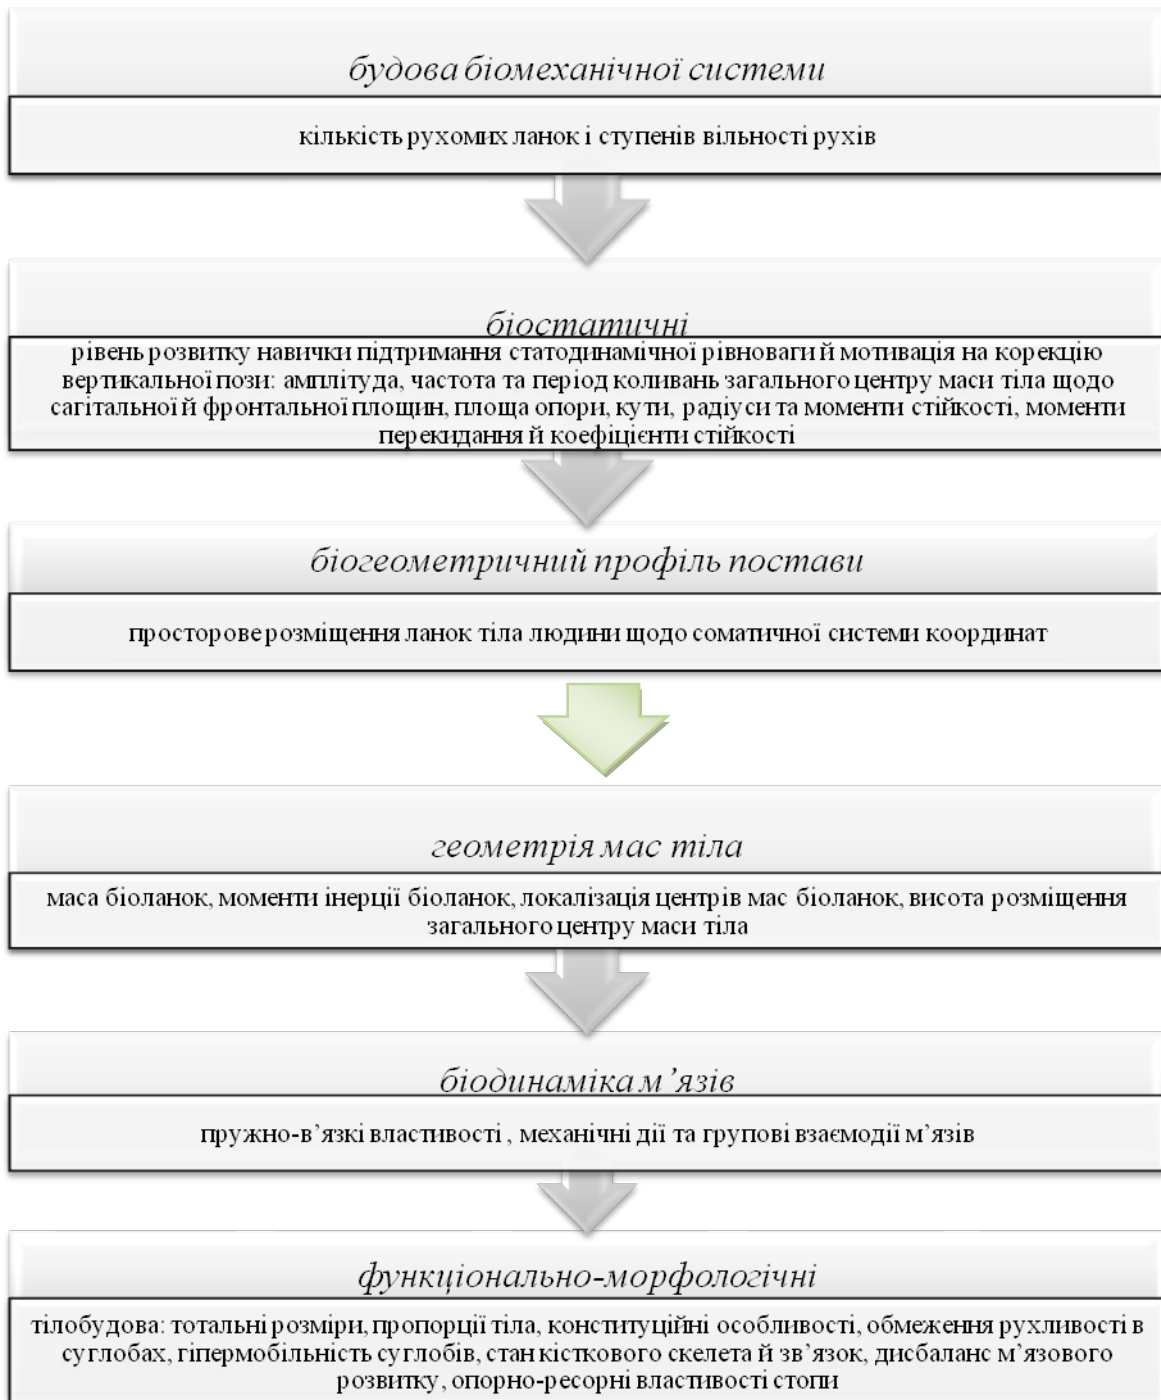 будова біомеханічної системи
кількість рухомих ланок і ступенів вільності рухів
біостатичні
рівень розвитку навички підтримання статодинамічної рівноваги й мотивація на корекцію
вертикальної пози: амплітуда, частота та період коливань загального центру маси тіла щодо
сагітальної й фронтальної площин, площа опори, кути, радіуси та моменти стійкості, моменти
перекидання й коефіцієнти стійкості
біогеометричний профіль постави
просторове розміщення ланок тіла людини щодо соматичної системи координат
геометрія мас тіла
маса біоланок, моменти інерції біоланок, локалізація центрів мас біоланок, висота розміщення
загального центру маси тіла
біодинаміка м’язів
пружно-в’язкі властивості , механічні дії та групові взаємодії м’язів
функціонально-морфологічні
тілобудова: тотальні розміри, пропорції тіла, конституційні особливості, обмеження рухливості в
суглобах, гіпермобільність суглобів, стан кісткового скелета й зв’язок, дисбаланс м’язового
розвитку, опорно-ресорні властивості стопи